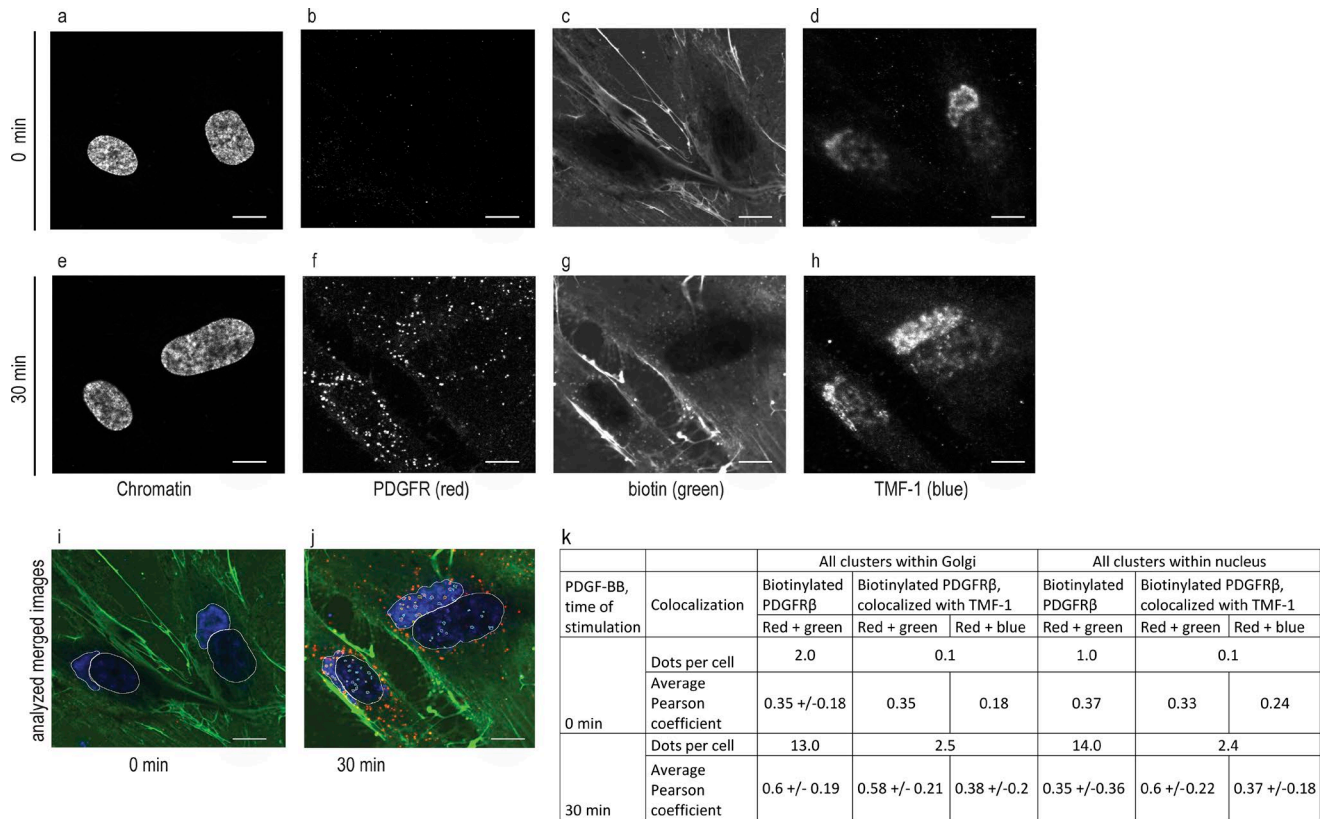 a b c d
0 min
e f g h
30 min
Chromatin PDGFR (red) biotin (green) TMF-1 (blue)
i j k
analyzed merged images
0 min 30 min
All clusters within Golgi All clusters within nucleus
PDGF-BB, time of stimulation Colocalization Biotinylated PDGFRβ Biotinylated PDGFRβ, colocalized with TMF-1 Biotinylated PDGFRβ Biotinylated PDGFRβ, colocalized with TMF-1
Red + green Red + green Red + blue Red + green Red + green Red + blue
Dots per cell 2.0 0.1 1.0 0.1
0 min Average Pearson coefficient 0.35 +/-0.18 0.35 0.18 0.37 0.33 0.24
Dots per cell 13.0 2.5 14.0 2.4
30 min Average Pearson coefficient 0.6 +/- 0.19 0.58 +/- 0.21 0.38 +/-0.2 0.35 +/-0.36 0.6 +/-0.22 0.37 +/-0.18